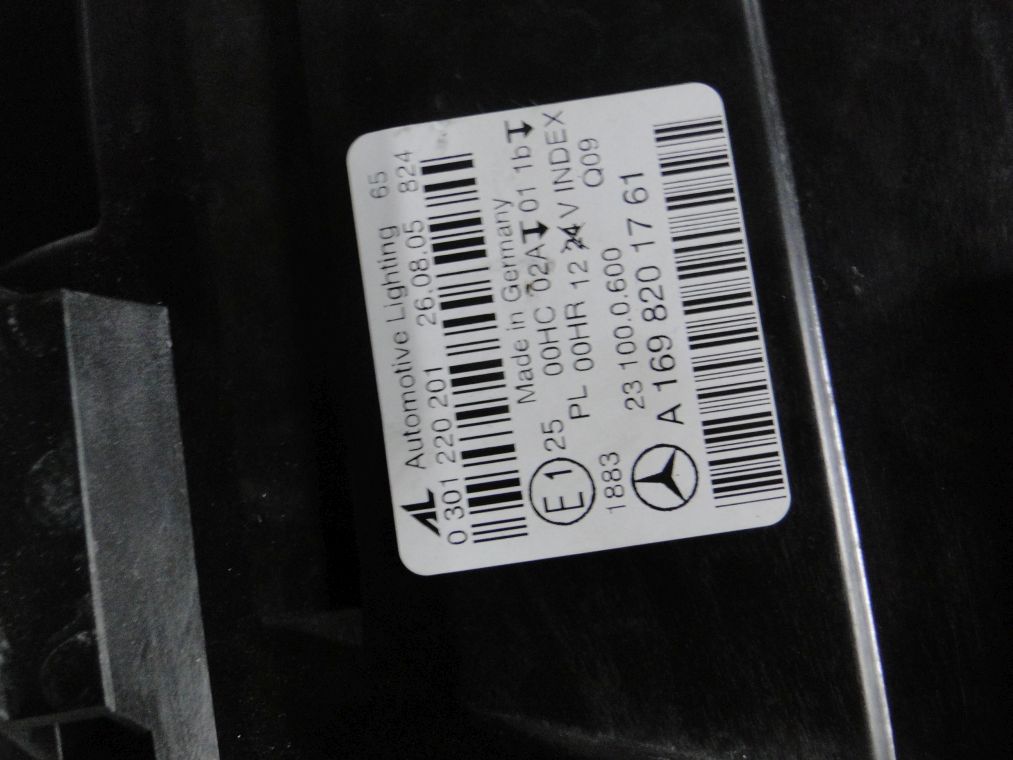 AL Automotive Lighting 65
0 301 220 201 26.08.05 824
Made in Germany
E1 25 00HC 02A 01 1b
PL 00HR 12 24 V INDEX
1883 Q09
23 100.0.600
A 169 820 17 61